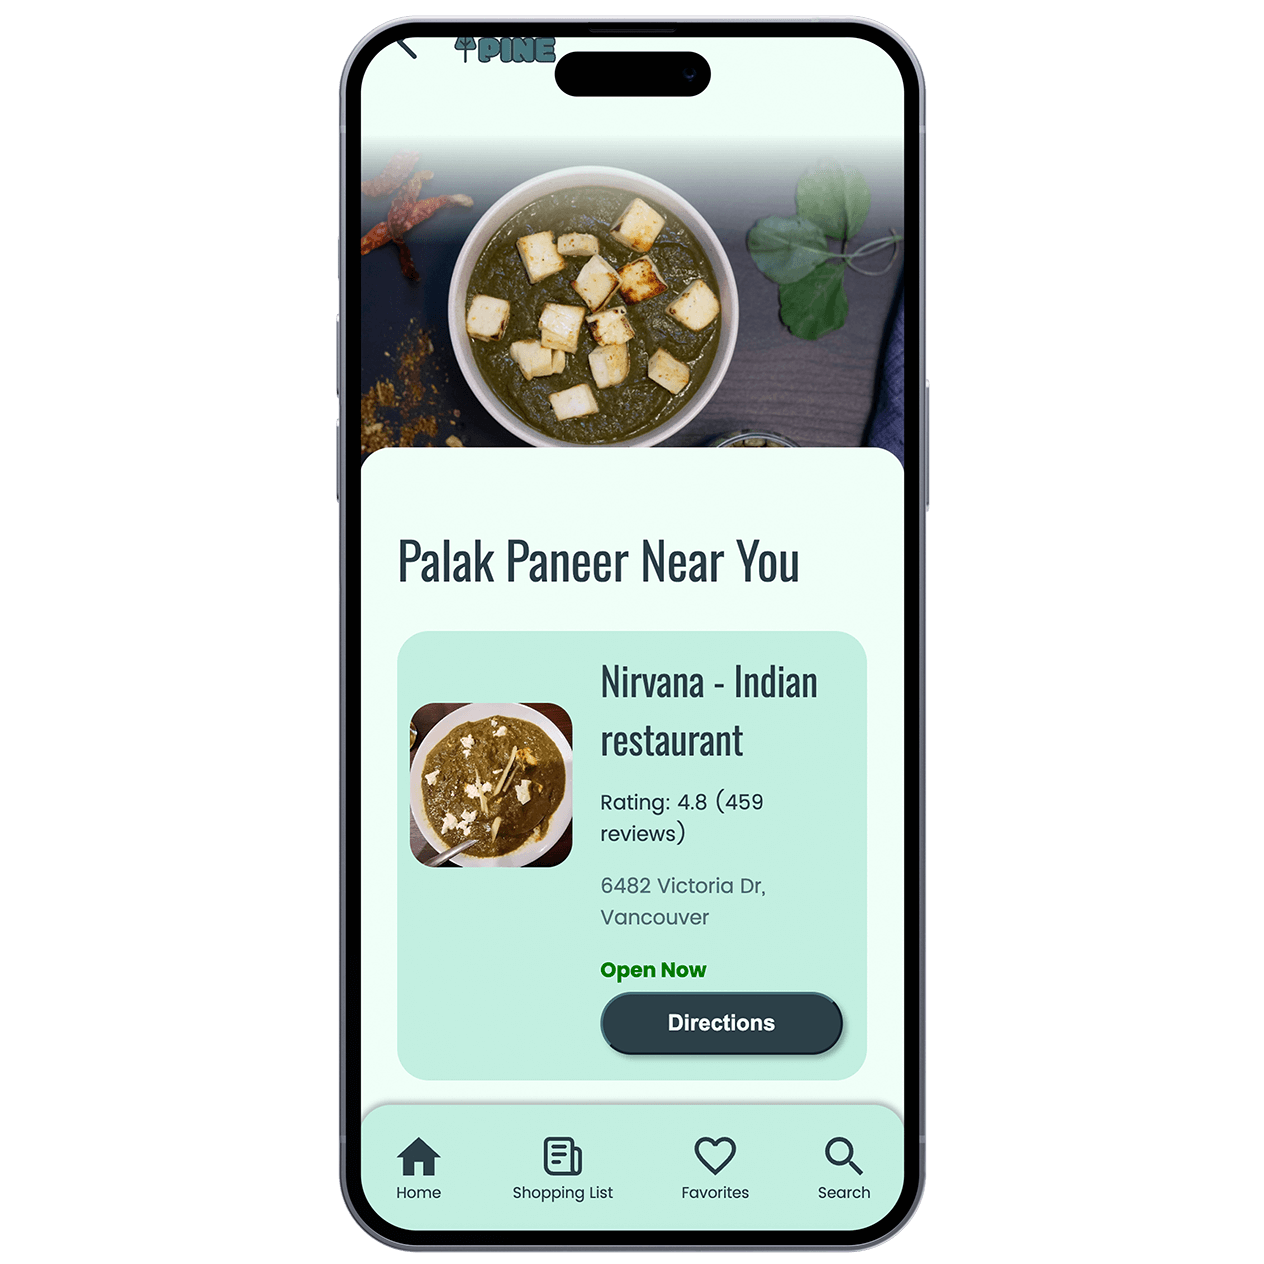 PINE
Palak Paneer Near You
Nirvana - Indian
restaurant
Rating: 4.8 (459
reviews)
6482 Victoria Dr,
Vancouver
Open Now
Directions
Home
Shopping List
Favorites
Search